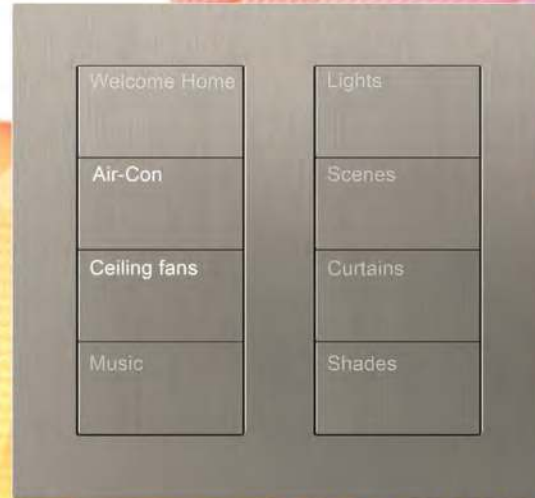 Welcome Home
Air-Con
Ceiling fans
Music
Lights
Scenes
Curtains
Shades